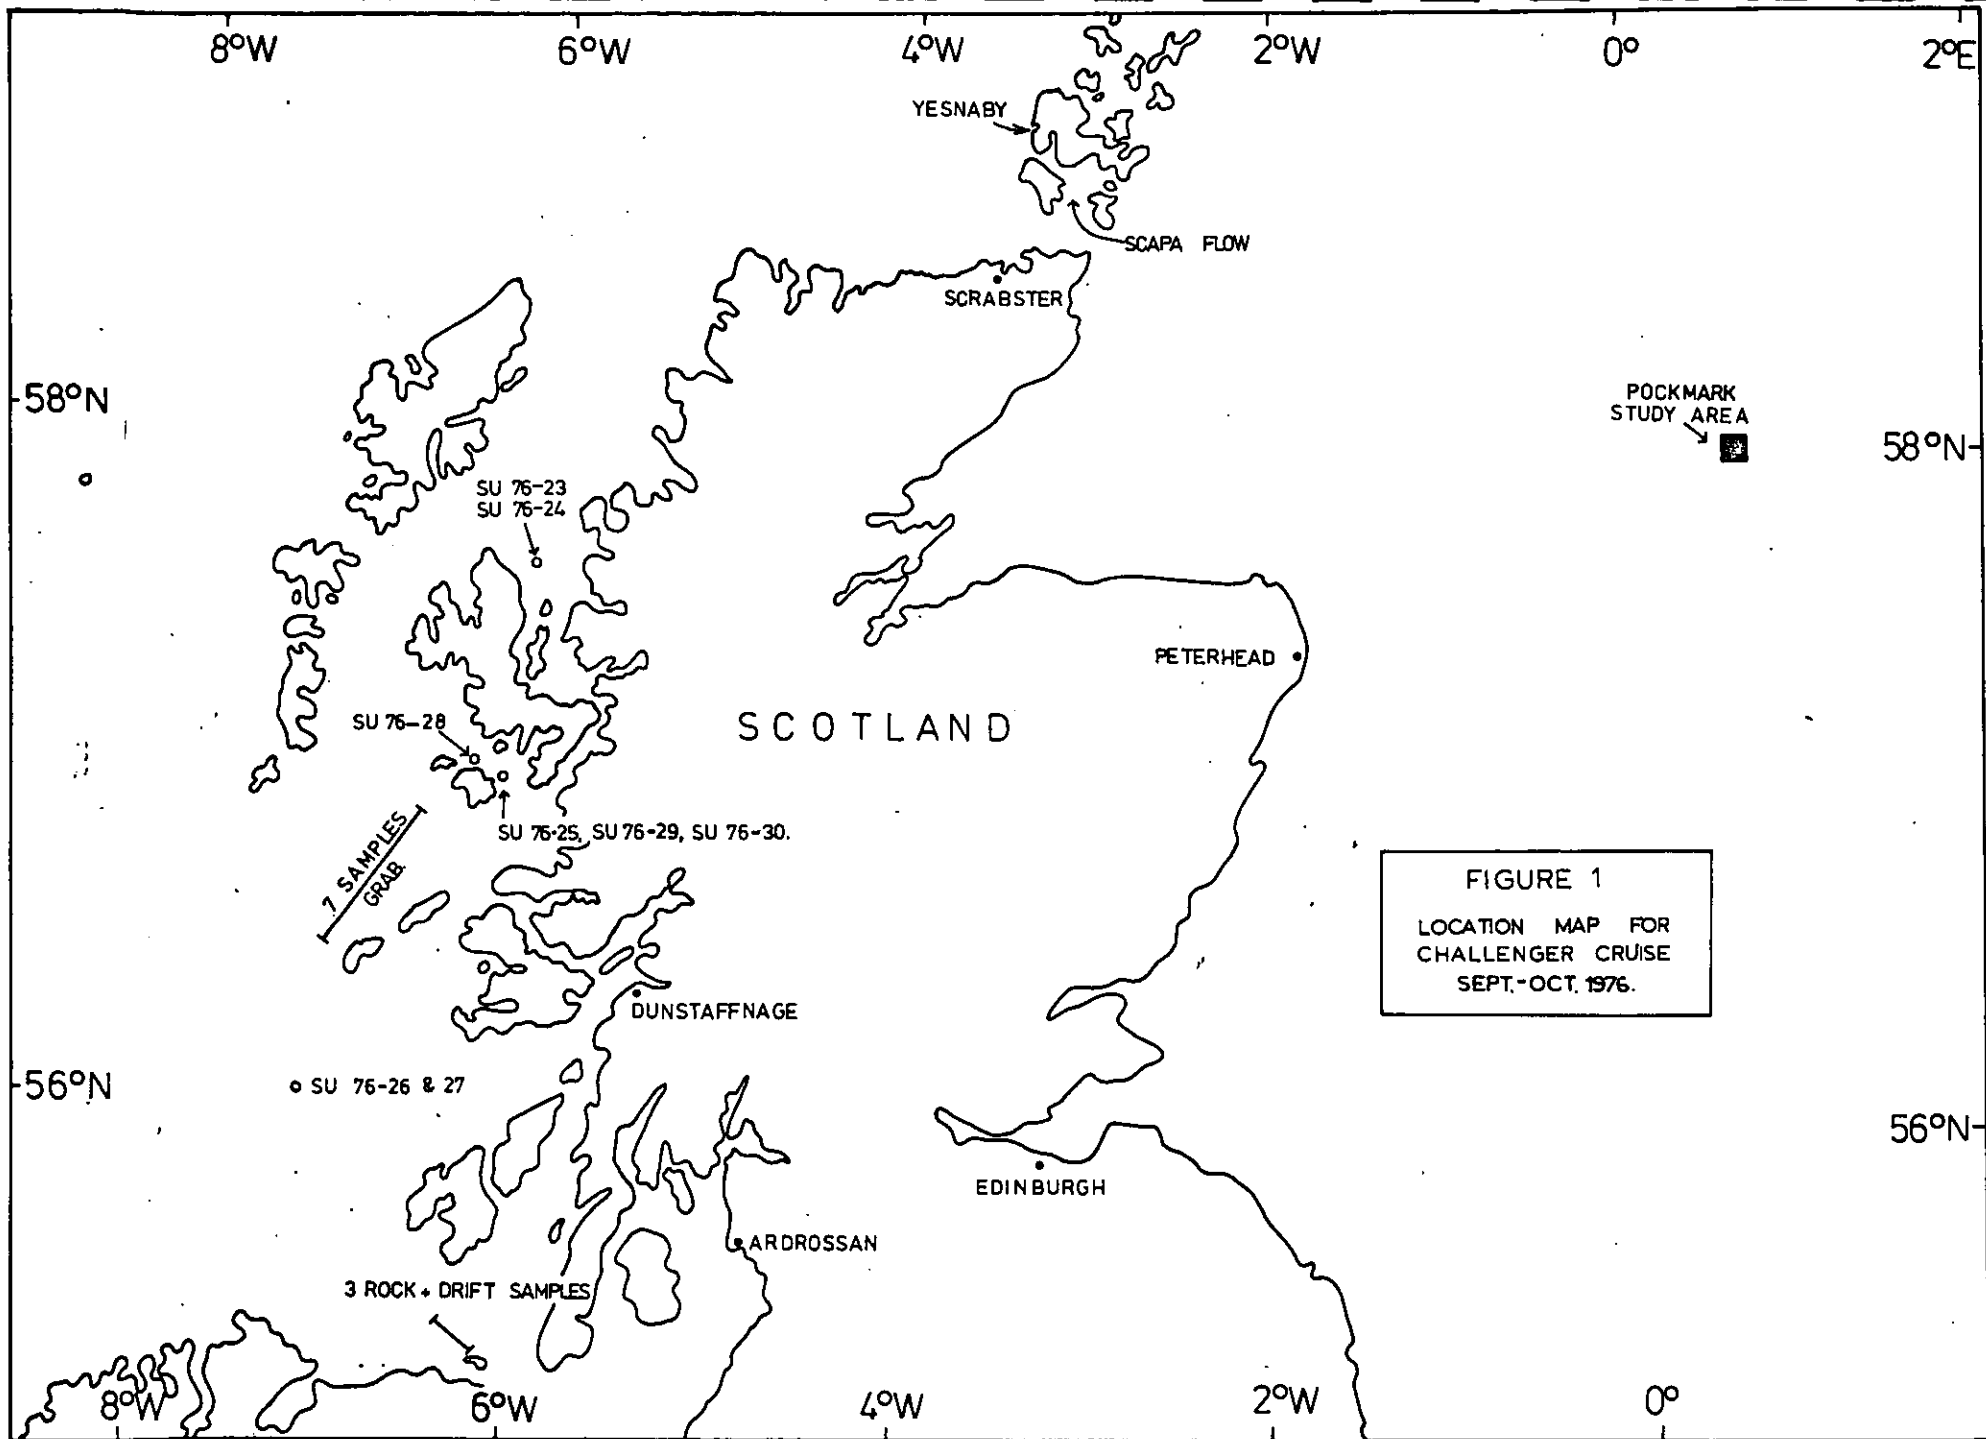 8°W
6°W
4°W
2°W
0°
2°E
YESNABY
SCAPA FLOW
SCRABSTER
58°N
POCKMARK
STUDY AREA
58°N
SU 76-23
SU 76-24
PETERHEAD
SCOTLAND
SU 76-28
SU 76-25, SU 76-29, SU 76-30.
7 SAMPLES
GRAB.
FIGURE 1
LOCATION MAP FOR
CHALLENGER CRUISE
SEPT.-OCT. 1976.
DUNSTAFFNAGE
56°N
SU 76-26 & 27
56°N
EDINBURGH
ARDROSSAN
3 ROCK + DRIFT SAMPLES
8°W
6°W
4°W
2°W
0°